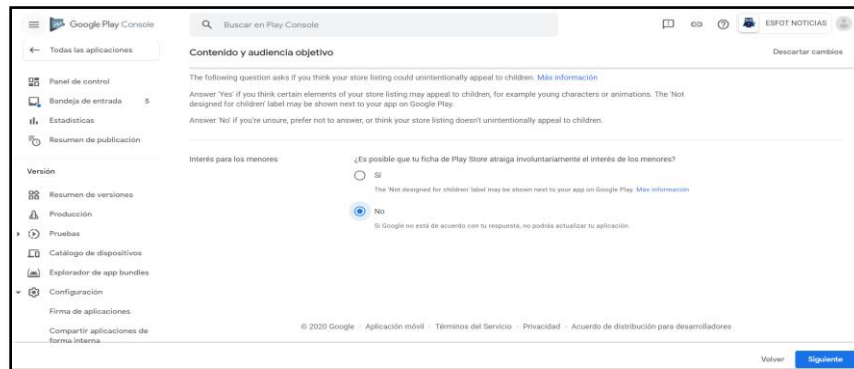 Google Play Console
Buscar en Play Console
ESFOT NOTICIAS
Todas las aplicaciones
Contenido y audiencia objetivo
Descartar cambios
Panel de control
Bandeja de entrada 5
Estadísticas
Resumen de publicación
Versión
Resumen de versiones
Producción
Pruebas
Catálogo de dispositivos
Explorador de app bundles
Configuración
Firma de aplicaciones
Compartir aplicaciones de
forma interna
The following question asks if you think your store listing could unintentionally appeal to children. Más información
Answer 'Yes' if you think certain elements of your store listing may appeal to children, for example young characters or animations. The 'Not
designed for children' label may be shown next to your app on Google Play.
Answer 'No' if you're unsure, prefer not to answer, or think your store listing doesn't unintentionally appeal to children.
Interés para los menores
¿Es posible que tu ficha de Play Store atraiga involuntariamente el interés de los menores?
Sí
The 'Not designed for children' label may be shown next to your app on Google Play. Más información
No
Si Google no está de acuerdo con tu respuesta, no podrás actualizar tu aplicación.
© 2020 Google · Aplicación móvil · Términos del Servicio · Privacidad · Acuerdo de distribución para desarrolladores
Volver
Siguiente